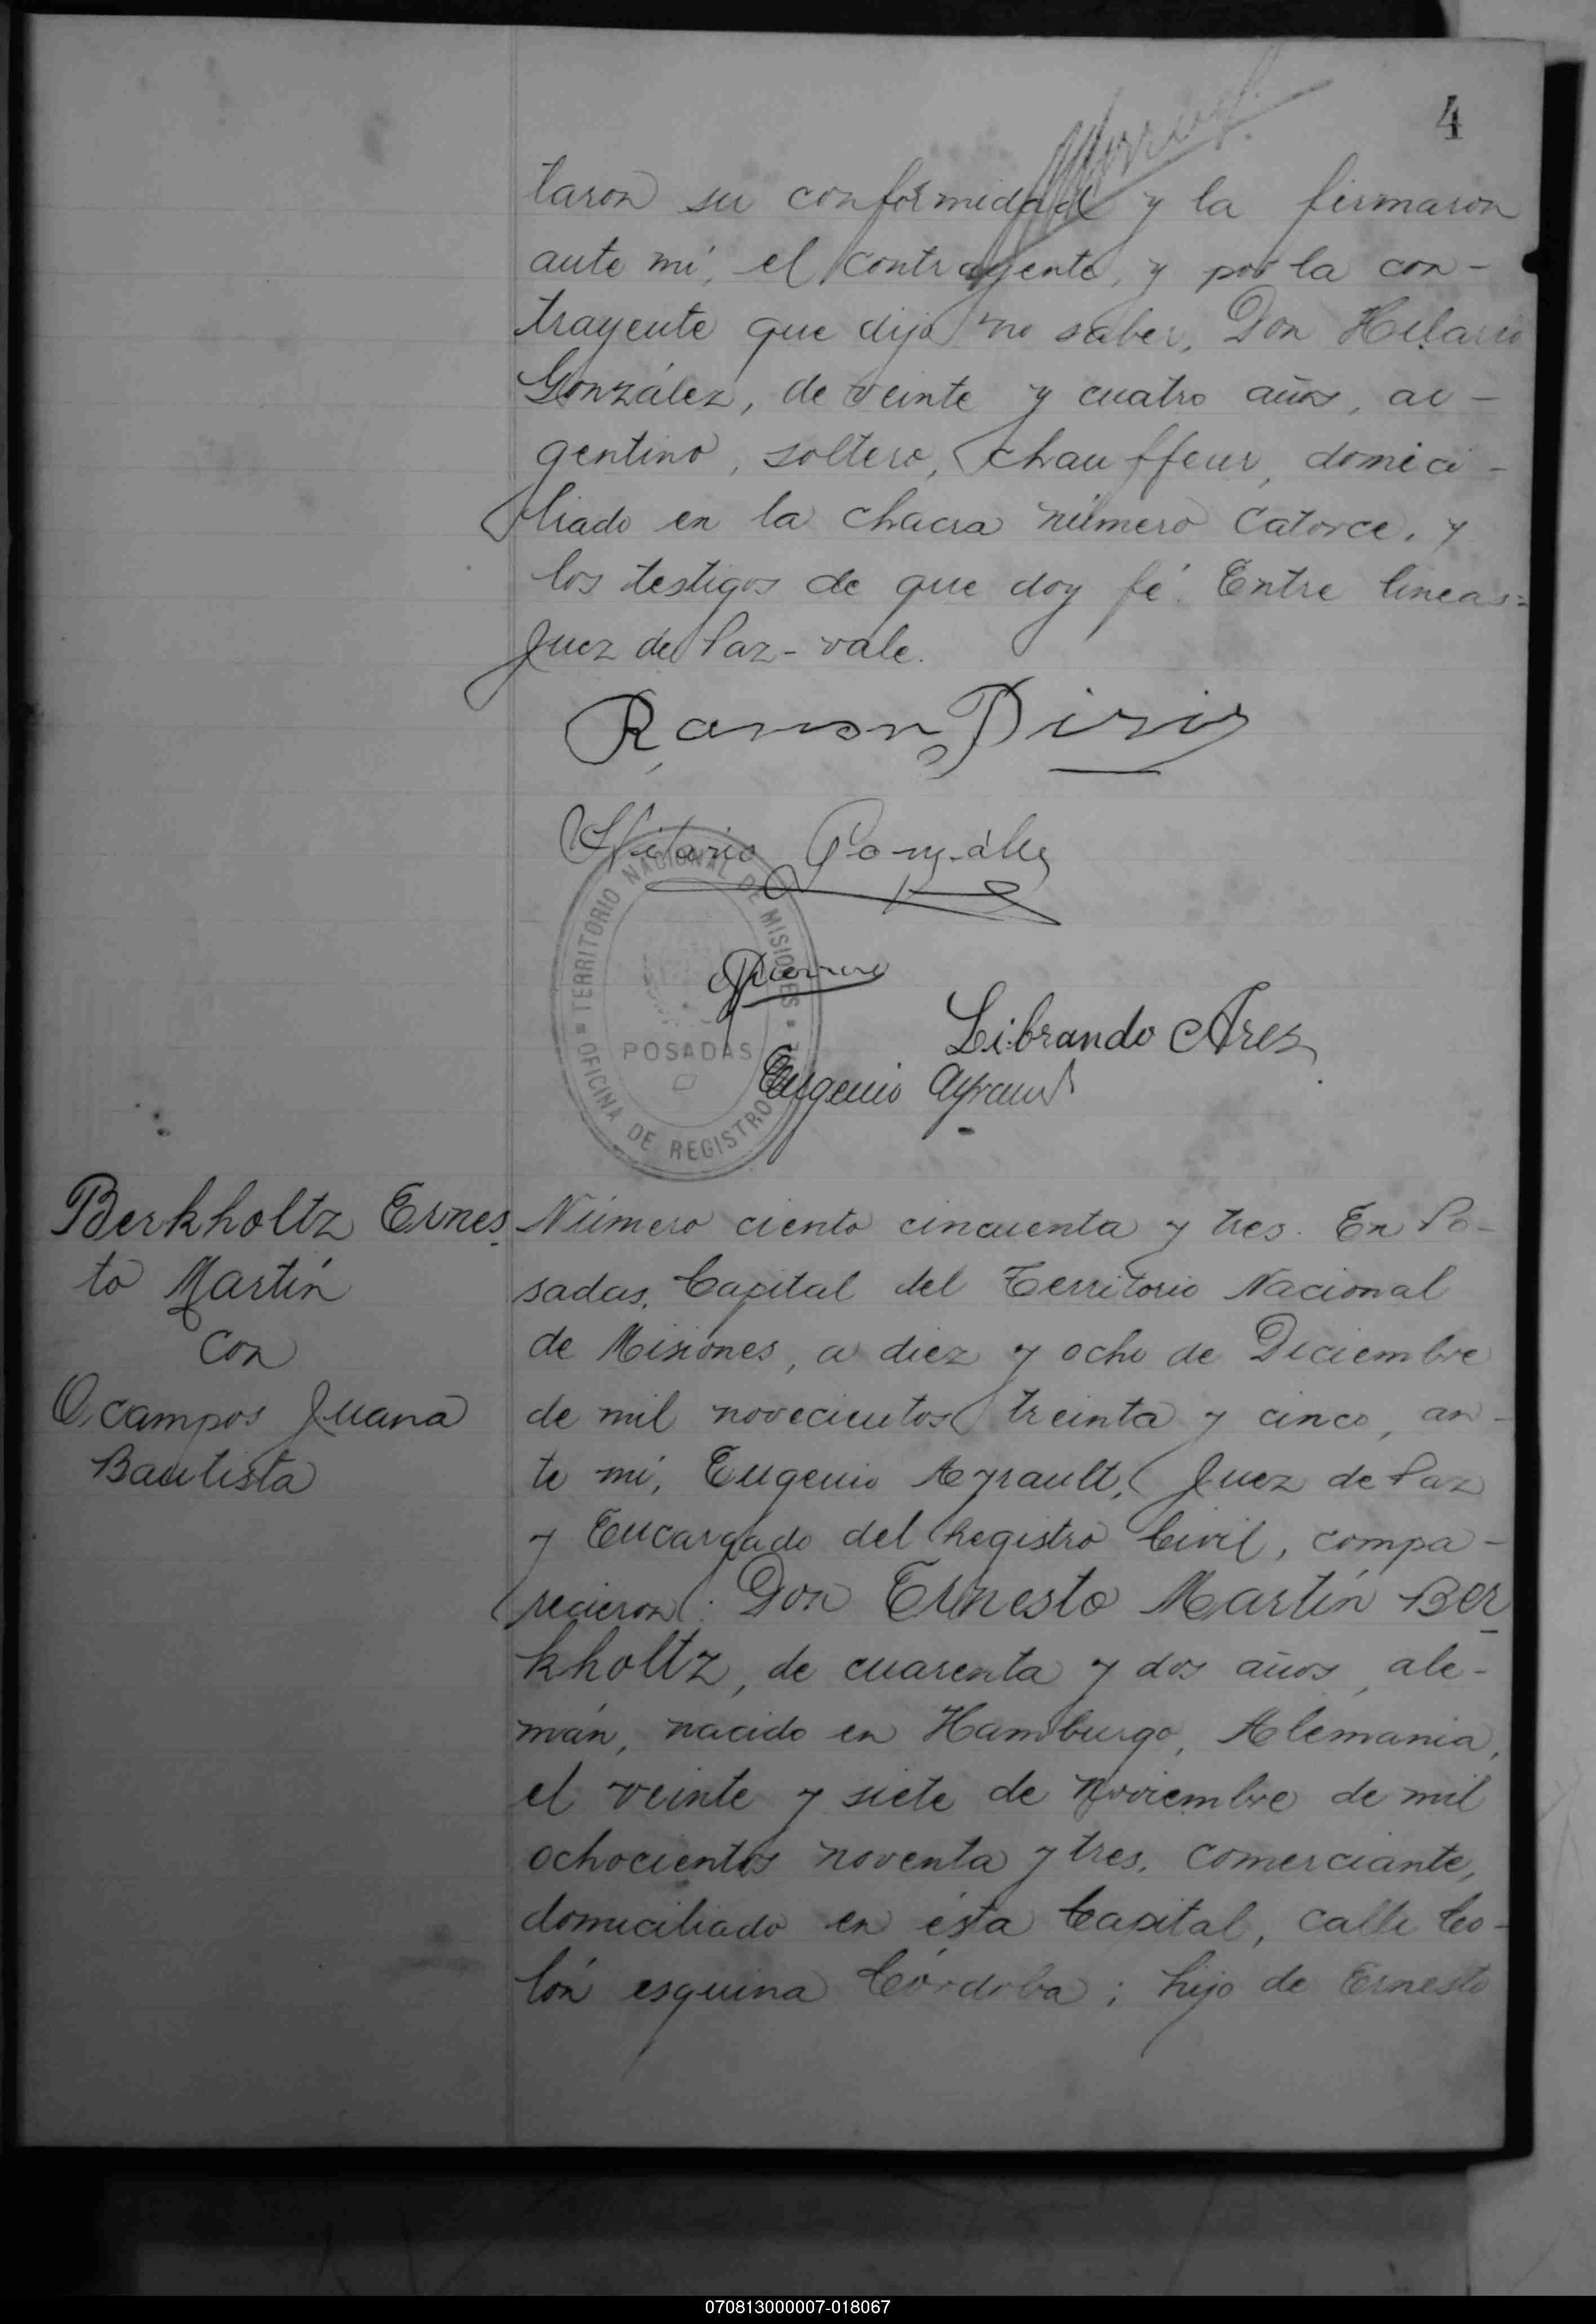 4
taron su conformidad y la firmaron
ante mí, el contrayente, y por la con-
trayente que dijo no saber, Don Hilario
González, de veinte y cuatro años, ar-
gentino, soltero, chauffeur, domici-
liado en la chacra número catorce, y
los testigos de que doy fé. Entre lineas=
Juez de Paz-vale.
Ramon
Hilario González
TERRITORIO NACIONAL DE MISIONES
POSADAS
OFICINA DE REGISTRO
Librando Ares
Eugenio Ayrault
Berkholtz Ernes
to Martín
con
Ocampos Juana
Bautista
Número ciento cincuenta y tres. En Po-
sadas, Capital del Territorio Nacional
de Misiones, a diez y ocho de Diciembre
de mil novecientos treinta y cinco, an-
te mí, Eugenio Ayrault, Juez de Paz
y Encargado del Registro Civil, compa-
recieron: Don Ernesto Martín Ber
kholtz, de cuarenta y dos años, ale-
mán, nacido en Hamburgo, Alemania,
el veinte y siete de noviembre de mil
ochocientos noventa y tres, comerciante,
domiciliado en ésta Capital, calle Co-
lón esquina Córdoba; hijo de Ernesto
070813000007-018067